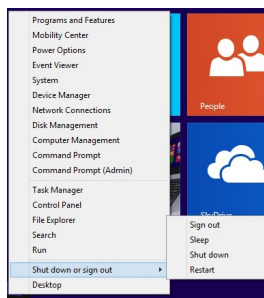 Programs and Features
Mobility Center
Power Options
Event Viewer
System
Device Manager
Network Connections
Disk Management
Computer Management
Command Prompt
Command Prompt (Admin)
Task Manager
Control Panel
File Explorer
Search
Run
Shut down or sign out
Desktop
Sign out
Sleep
Shut down
Restart
People
SkyDrive